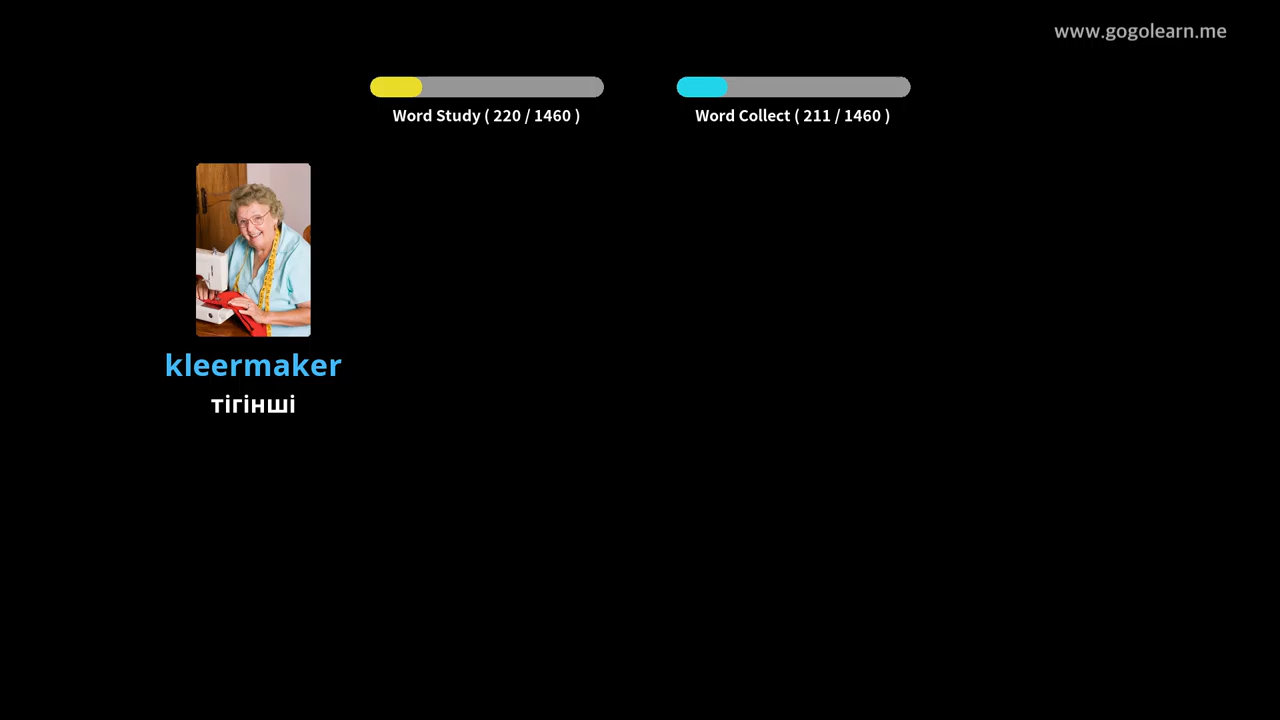 www.gogolearn.me
Word Study ( 220 / 1460 )
Word Collect ( 211 / 1460 )
kleermaker
тігінші